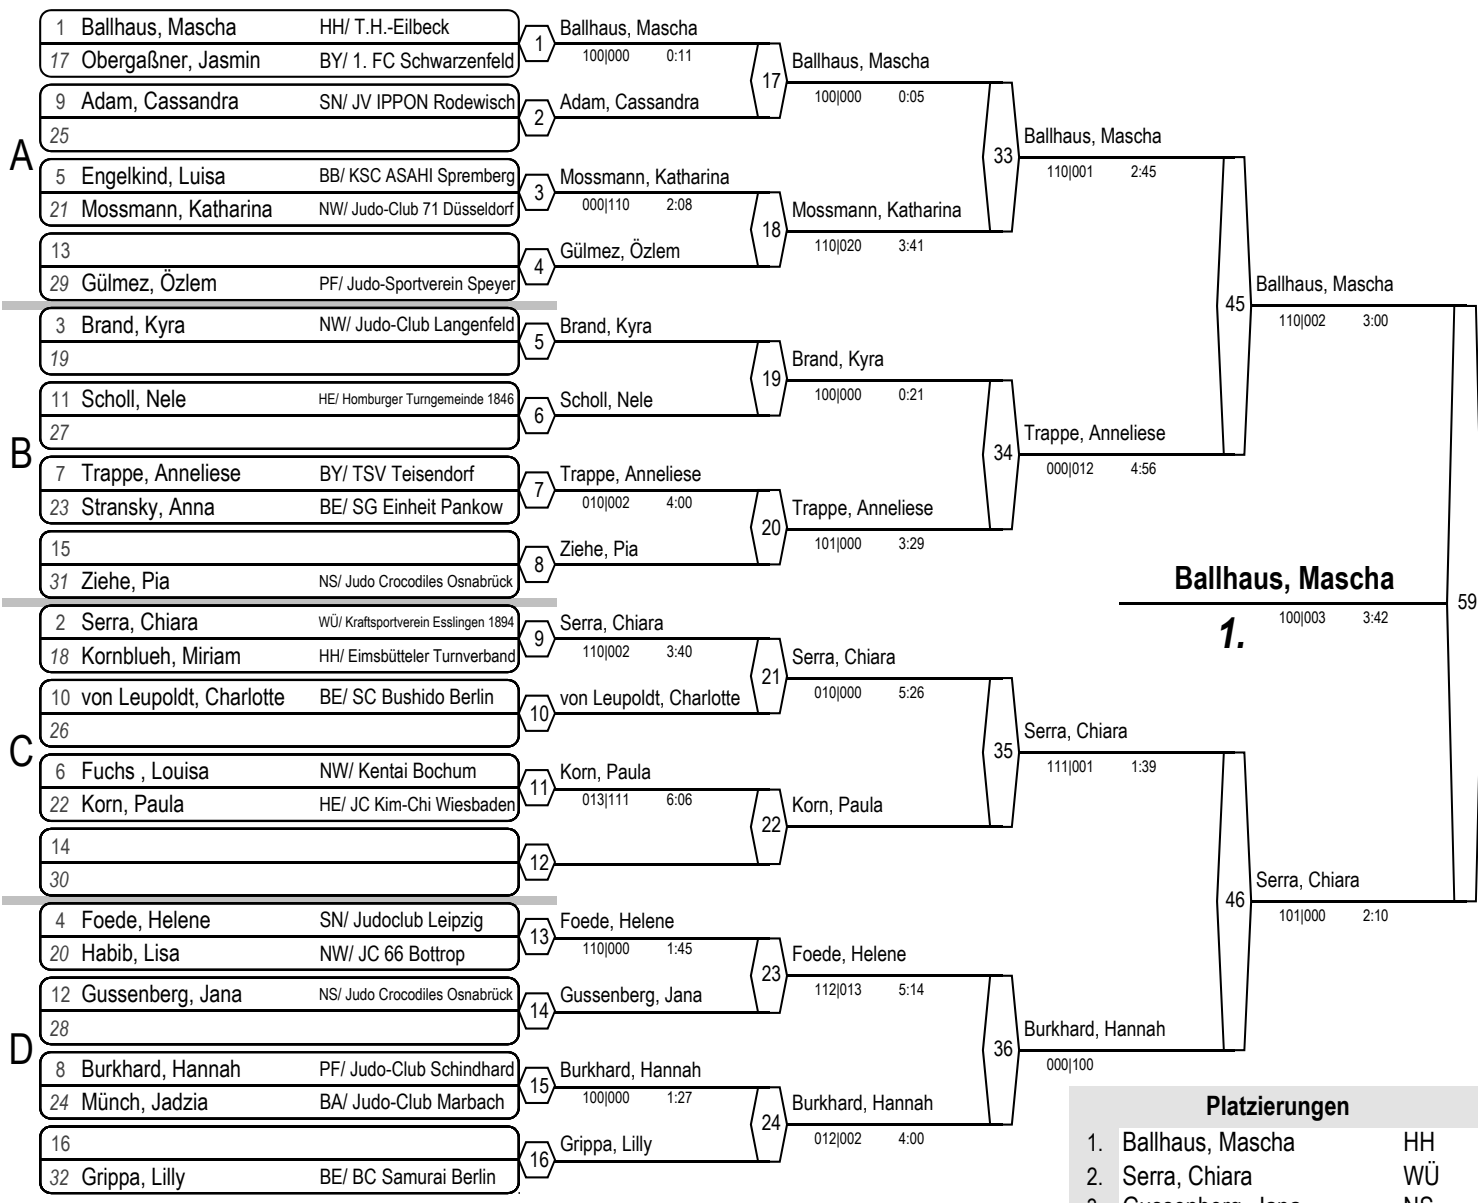 1 Ballhaus, Mascha HH/ T.H.-Eilbeck
17 Obergaßner, Jasmin BY/ 1. FC Schwarzenfeld
1
Ballhaus, Mascha
100|000 0:11
9 Adam, Cassandra SN/ JV IPPON Rodewisch
25
2
Adam, Cassandra
17
Ballhaus, Mascha
100|000 0:05
A
5 Engelkind, Luisa BB/ KSC ASAHI Spremberg
21 Mossmann, Katharina NW/ Judo-Club 71 Düsseldorf
3
Mossmann, Katharina
000|110 2:08
13
29 Gülmez, Özlem PF/ Judo-Sportverein Speyer
4
Gülmez, Özlem
18
Mossmann, Katharina
110|020 3:41
33
Ballhaus, Mascha
110|001 2:45
3 Brand, Kyra NW/ Judo-Club Langenfeld
19
5
Brand, Kyra
11 Scholl, Nele HE/ Homburger Turngemeinde 1846
27
6
Scholl, Nele
19
Brand, Kyra
100|000 0:21
B
7 Trappe, Anneliese BY/ TSV Teisendorf
23 Stransky, Anna BE/ SG Einheit Pankow
7
Trappe, Anneliese
010|002 4:00
15
31 Ziehe, Pia NS/ Judo Crocodiles Osnabrück
8
Ziehe, Pia
20
Trappe, Anneliese
101|000 3:29
34
Trappe, Anneliese
000|012 4:56
45
Ballhaus, Mascha
110|002 3:00
2 Serra, Chiara WÜ/ Kraftsportverein Esslingen 1894
18 Kornblueh, Miriam HH/ Eimsbütteler Turnverband
9
Serra, Chiara
110|002 3:40
10 von Leupoldt, Charlotte BE/ SC Bushido Berlin
26
10
von Leupoldt, Charlotte
21
Serra, Chiara
010|000 5:26
C
6 Fuchs , Louisa NW/ Kentai Bochum
22 Korn, Paula HE/ JC Kim-Chi Wiesbaden
11
Korn, Paula
013|111 6:06
14
30
12
22
Korn, Paula
35
Serra, Chiara
111|001 1:39
4 Foede, Helene SN/ Judoclub Leipzig
20 Habib, Lisa NW/ JC 66 Bottrop
13
Foede, Helene
110|000 1:45
12 Gussenberg, Jana NS/ Judo Crocodiles Osnabrück
28
14
Gussenberg, Jana
23
Foede, Helene
112|013 5:14
D
8 Burkhard, Hannah PF/ Judo-Club Schindhard
24 Münch, Jadzia BA/ Judo-Club Marbach
15
Burkhard, Hannah
100|000 1:27
16
32 Grippa, Lilly BE/ BC Samurai Berlin
16
Grippa, Lilly
24
Burkhard, Hannah
012|002 4:00
36
Burkhard, Hannah
000|100
46
Serra, Chiara
101|000 2:10
59
Ballhaus, Mascha
100|003 3:42
1.
Platzierungen
1. Ballhaus, Mascha HH
2. Serra, Chiara WÜ